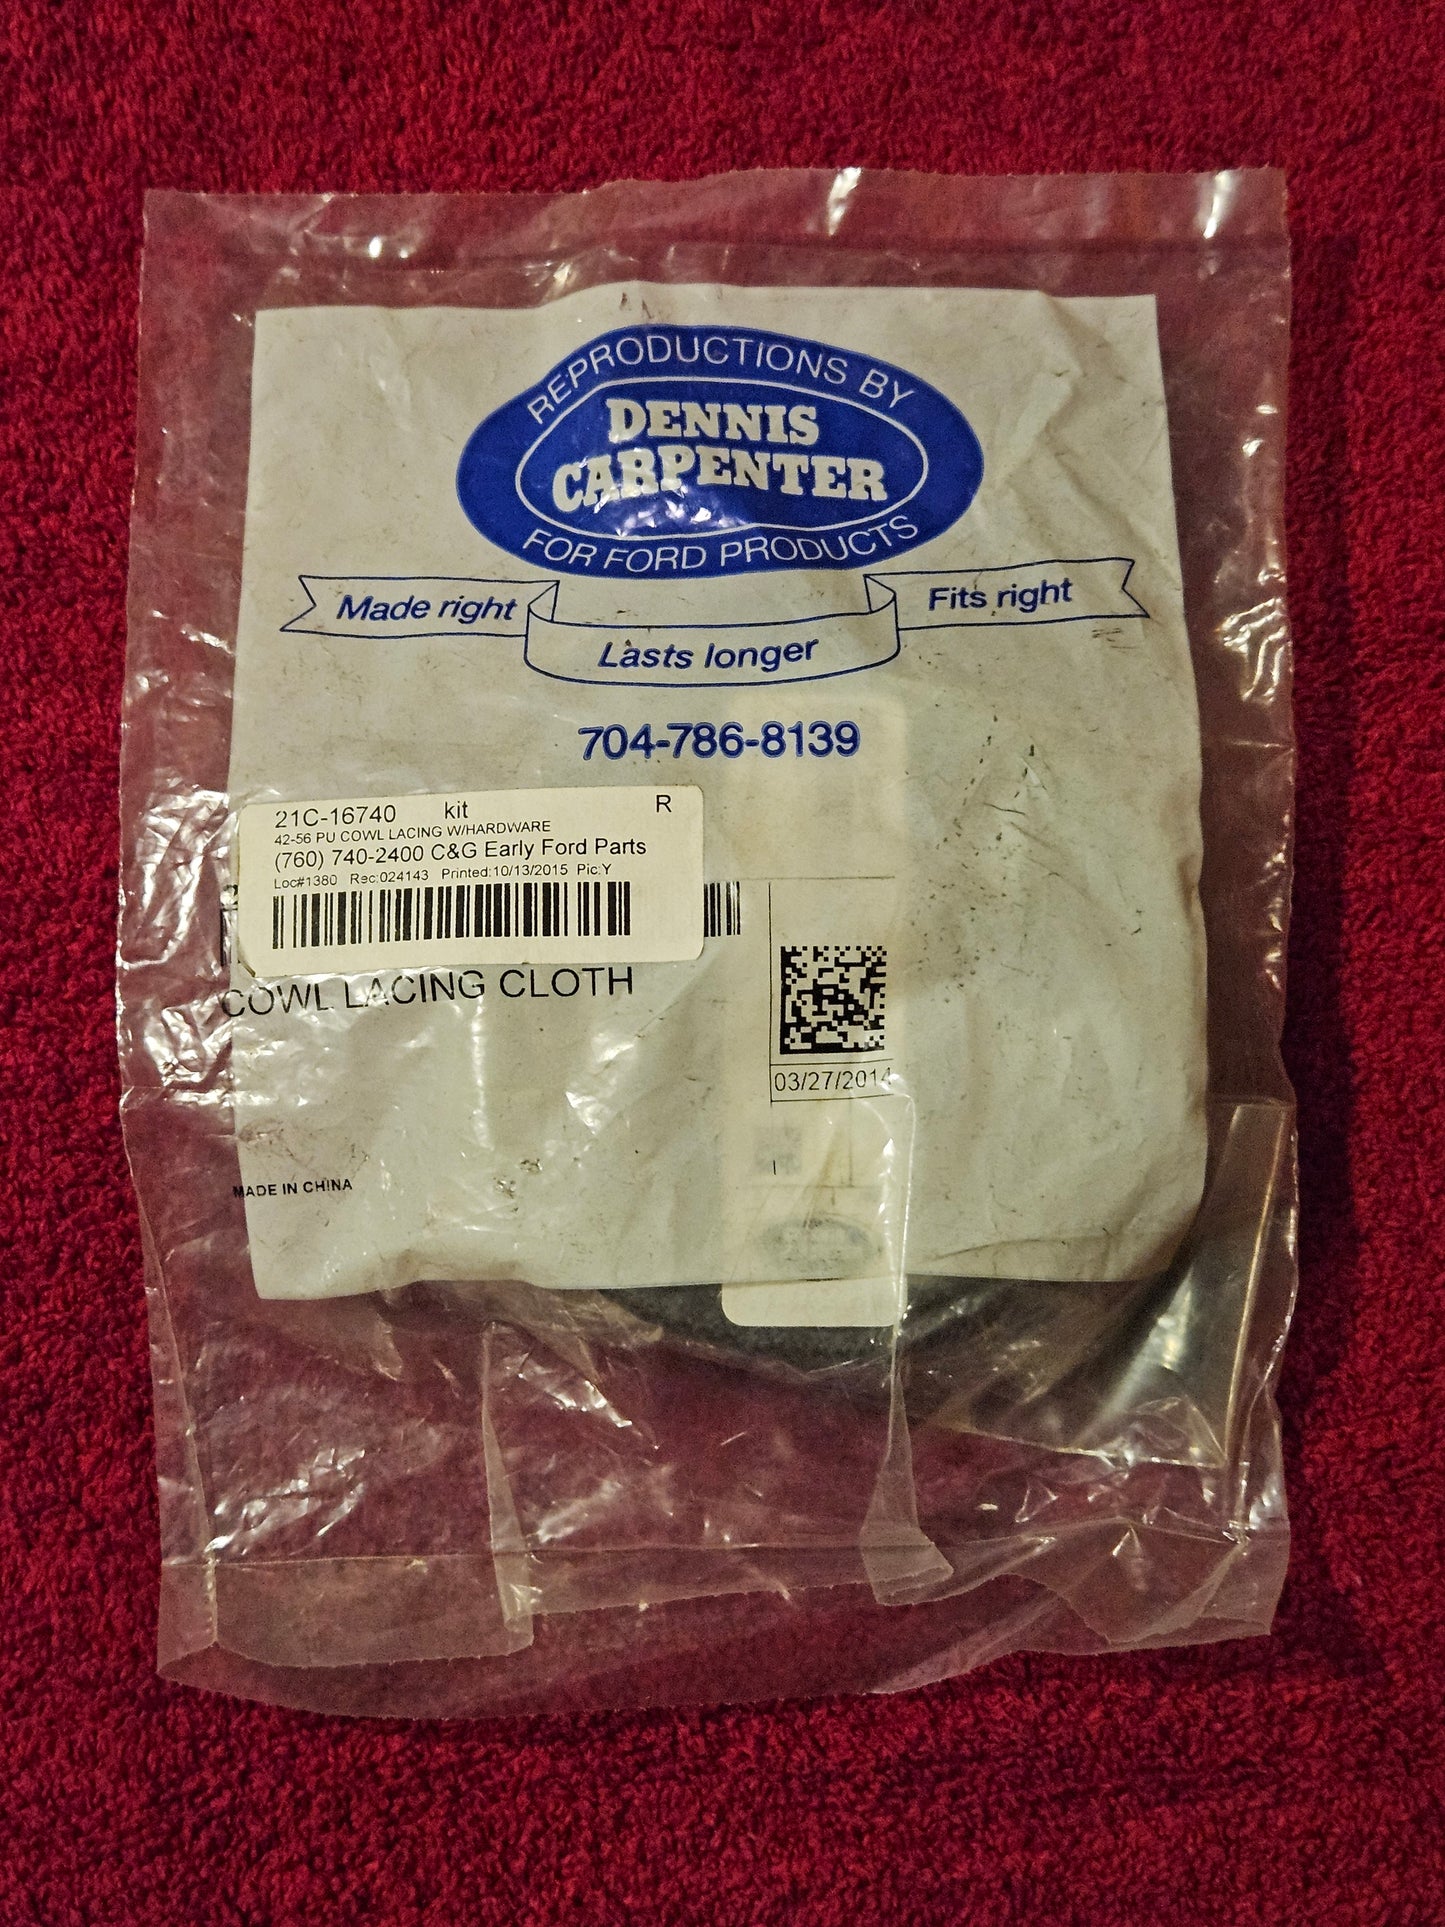 REPRODUCTIONS BY
DENNIS
CARPENTER
FOR FORD PRODUCTS
Made right
Lasts longer
Fits right
704-786-8139
21C-16740 kit R
42-56 PU COWL LACING W/HARDWARE
(760) 740-2400 C&G Early Ford Parts
Loc#1380 Rec:024143 Printed:10/13/2015 Pic:Y
COWL LACING CLOTH
03/27/2014
MADE IN CHINA